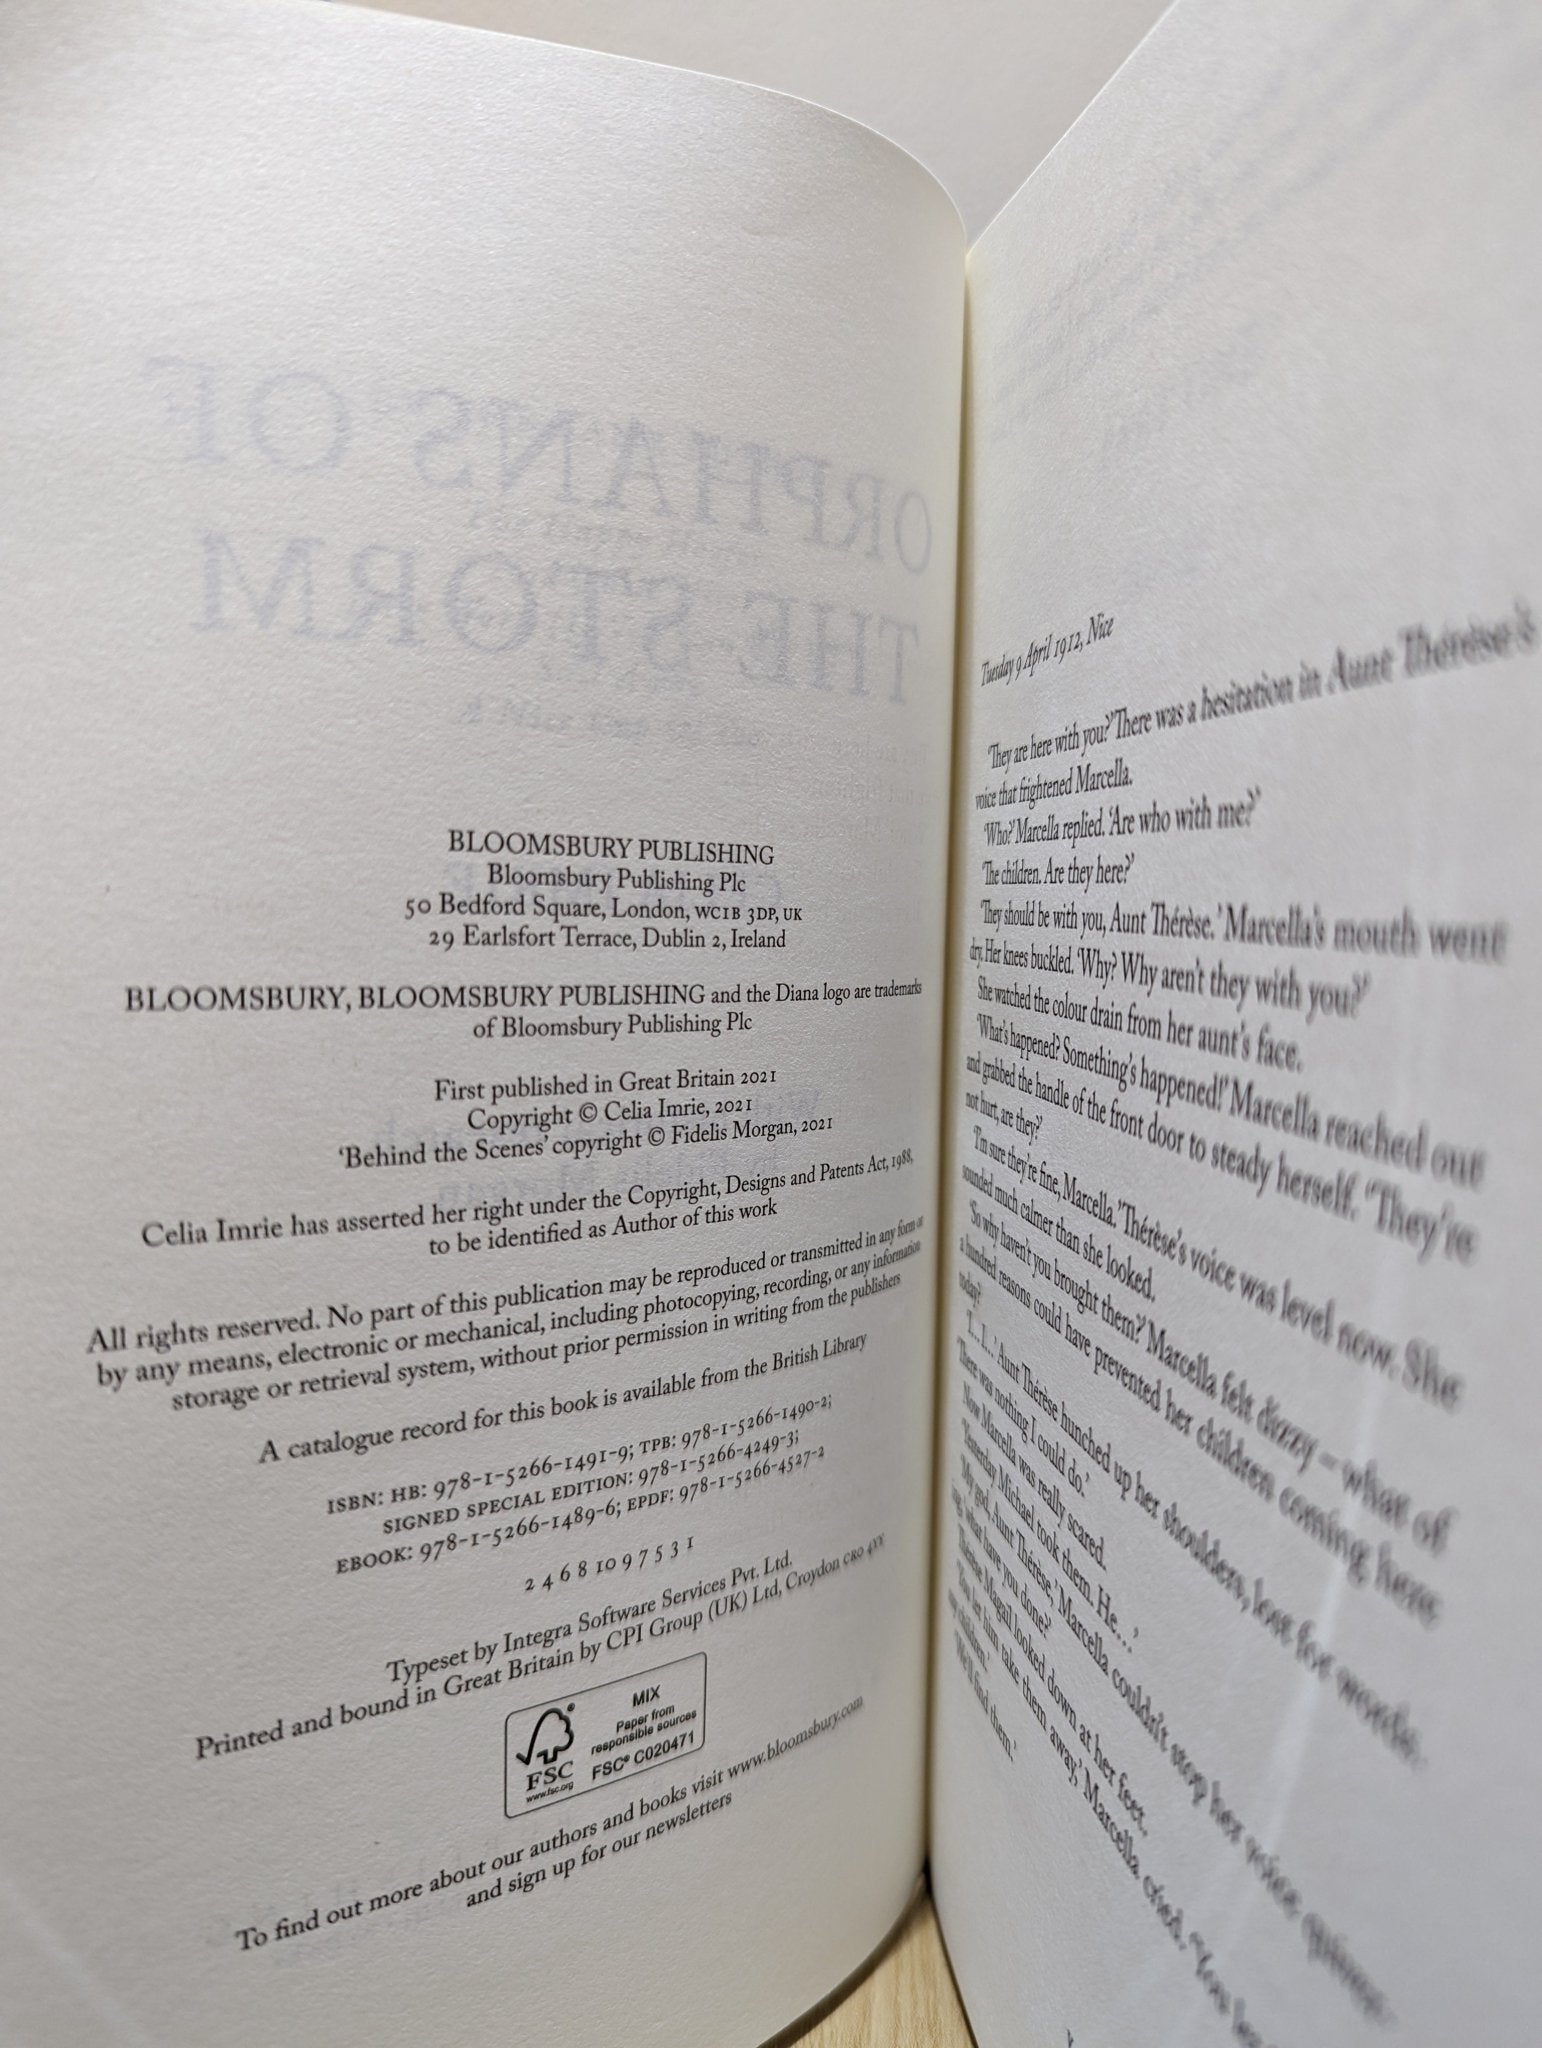 ORPHANS OF
THE STORM
BLOOMSBURY PUBLISHING
Bloomsbury Publishing Plc
50 Bedford Square, London, WC1B 3DP, UK
29 Earlsfort Terrace, Dublin 2, Ireland
BLOOMSBURY, BLOOMSBURY PUBLISHING and the Diana logo are trademarks
of Bloomsbury Publishing Plc
First published in Great Britain 2021
Copyright © Celia Imrie, 2021
‘Behind the Scenes’ copyright © Fidelis Morgan, 2021
Celia Imrie has asserted her right under the Copyright, Designs and Patents Act, 1988,
to be identified as Author of this work
All rights reserved. No part of this publication may be reproduced or transmitted in any form or
by any means, electronic or mechanical, including photocopying, recording, or any information
storage or retrieval system, without prior permission in writing from the publishers
A catalogue record for this book is available from the British Library
ISBN: HB: 978-1-5266-1491-9; TPB: 978-1-5266-1490-2;
SIGNED SPECIAL EDITION: 978-1-5266-4249-3;
EBOOK: 978-1-5266-1489-6; EPDF: 978-1-5266-4527-2
2 4 6 8 10 9 7 5 3 1
Typeset by Integra Software Services Pvt. Ltd.
Printed and bound in Great Britain by CPI Group (UK) Ltd, Croydon CR0 4YY
FSC
www.fsc.org
MIX
Paper from
responsible sources
FSC® C020471
To find out more about our authors and books visit www.bloomsbury.com
and sign up for our newsletters
Tuesday 9 April 1912, Nice
‘They are here with you?’ There was a hesitation in Aunt Thérèse’s
voice that frightened Marcella.
‘Who?’ Marcella replied. ‘Are who with me?’
‘The children. Are they here?’
‘They should be with you, Aunt Thérèse.’ Marcella’s mouth went
dry. Her knees buckled. ‘Why? Why aren’t they with you?’
She watched the colour drain from her aunt’s face.
‘What’s happened? Something’s happened!’ Marcella reached out
and grabbed the handle of the front door to steady herself. ‘They’re
not hurt, are they?’
‘I’m sure they’re fine, Marcella.’ Thérèse’s voice was level now. She
sounded much calmer than she looked.
‘So why haven’t you brought them?’ Marcella felt dizzy – what of
a hundred reasons could have prevented her children coming here
today?
‘I... I...’ Aunt Thérèse hunched up her shoulders, lost for words.
‘There was nothing I could do.’
Now Marcella was really scared.
‘Yesterday Michael took them. He...’
‘My god, Aunt Thérèse,’ Marcella couldn’t stop her voice
‘what have you done?’
Thérèse Magail looked down at her feet.
‘You let him take them away,’ Marcella cried. ‘You
my children.’
‘We’ll find them.’